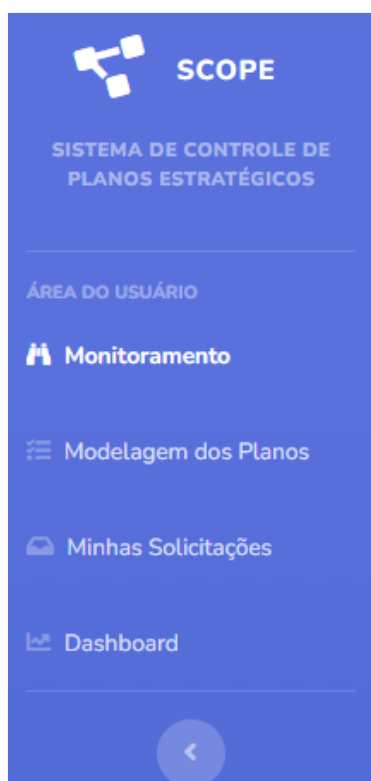 SCOPE
SISTEMA DE CONTROLE DE
PLANOS ESTRATÉGICOS
ÁREA DO USUÁRIO
Monitoramento
Modelagem dos Planos
Minhas Solicitações
Dashboard